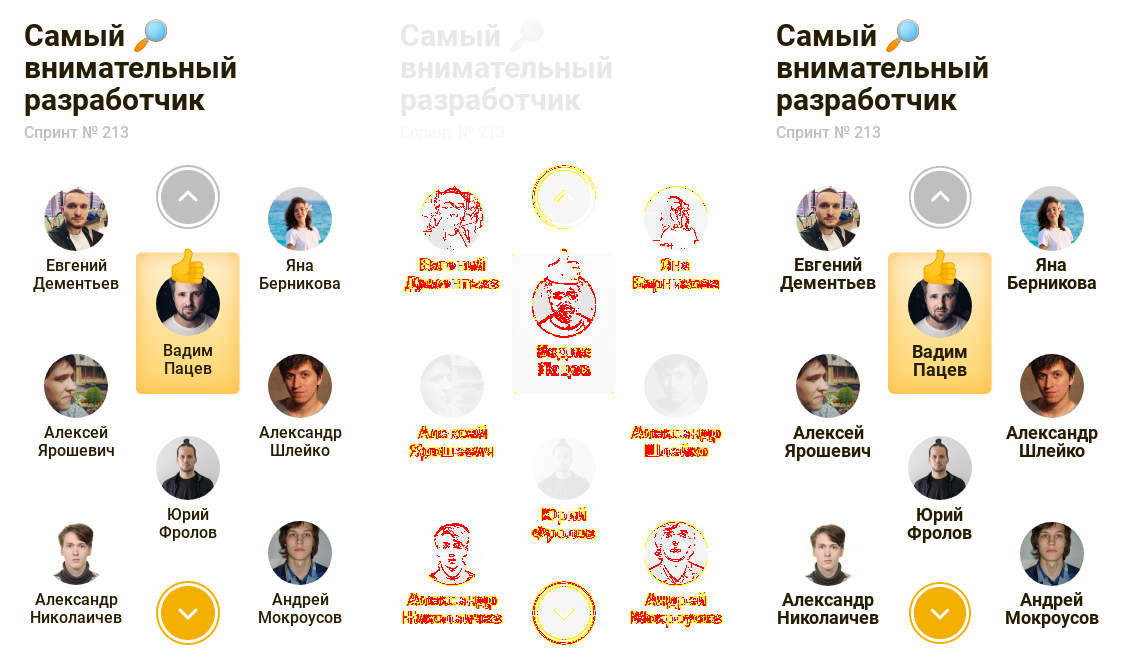 Самый 🔎
внимательный
разработчик
Спринт № 213
Евгений
Дементьев
Яна
Берникова
Вадим
Пацев
Алексей
Ярошевич
Александр
Шлейко
Юрий
Фролов
Александр
Николаичев
Андрей
Мокроусов
Самый 🔎
внимательный
разработчик
Спринт № 213
Евгений
Дементьев
Яна
Берникова
Вадим
Пацев
Алексей
Ярошевич
Александр
Шлейко
Юрий
Фролов
Александр
Николаичев
Андрей
Мокроусов
Самый 🔎
внимательный
разработчик
Спринт № 213
Евгений
Дементьев
Яна
Берникова
Вадим
Пацев
Алексей
Ярошевич
Александр
Шлейко
Юрий
Фролов
Александр
Николаичев
Андрей
Мокроусов